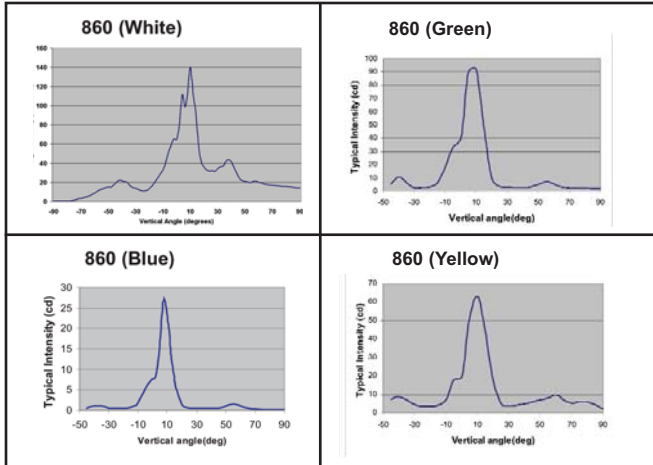 860 (White)
160
140
120
100
80
60
40
20
0
-90 -70 -50 -30 -10 10 30 50 70 90
Vertical Angle (degrees)
860 (Green)
Typical Intensity (cd)
100
90
80
60
40
30
20
10
0
-50 -30 -10 10 30 50 70 90
Vertical angle(deg)
860 (Blue)
Typical Intensity (cd)
30
25
20
15
10
5
0
-50 -30 -10 10 30 50 70 90
Vertical angle(deg)
860 (Yellow)
Typical Intensity (cd)
70
60
50
40
30
20
10
0
-50 -30 -10 10 30 50 70 90
Vertical angle(deg)